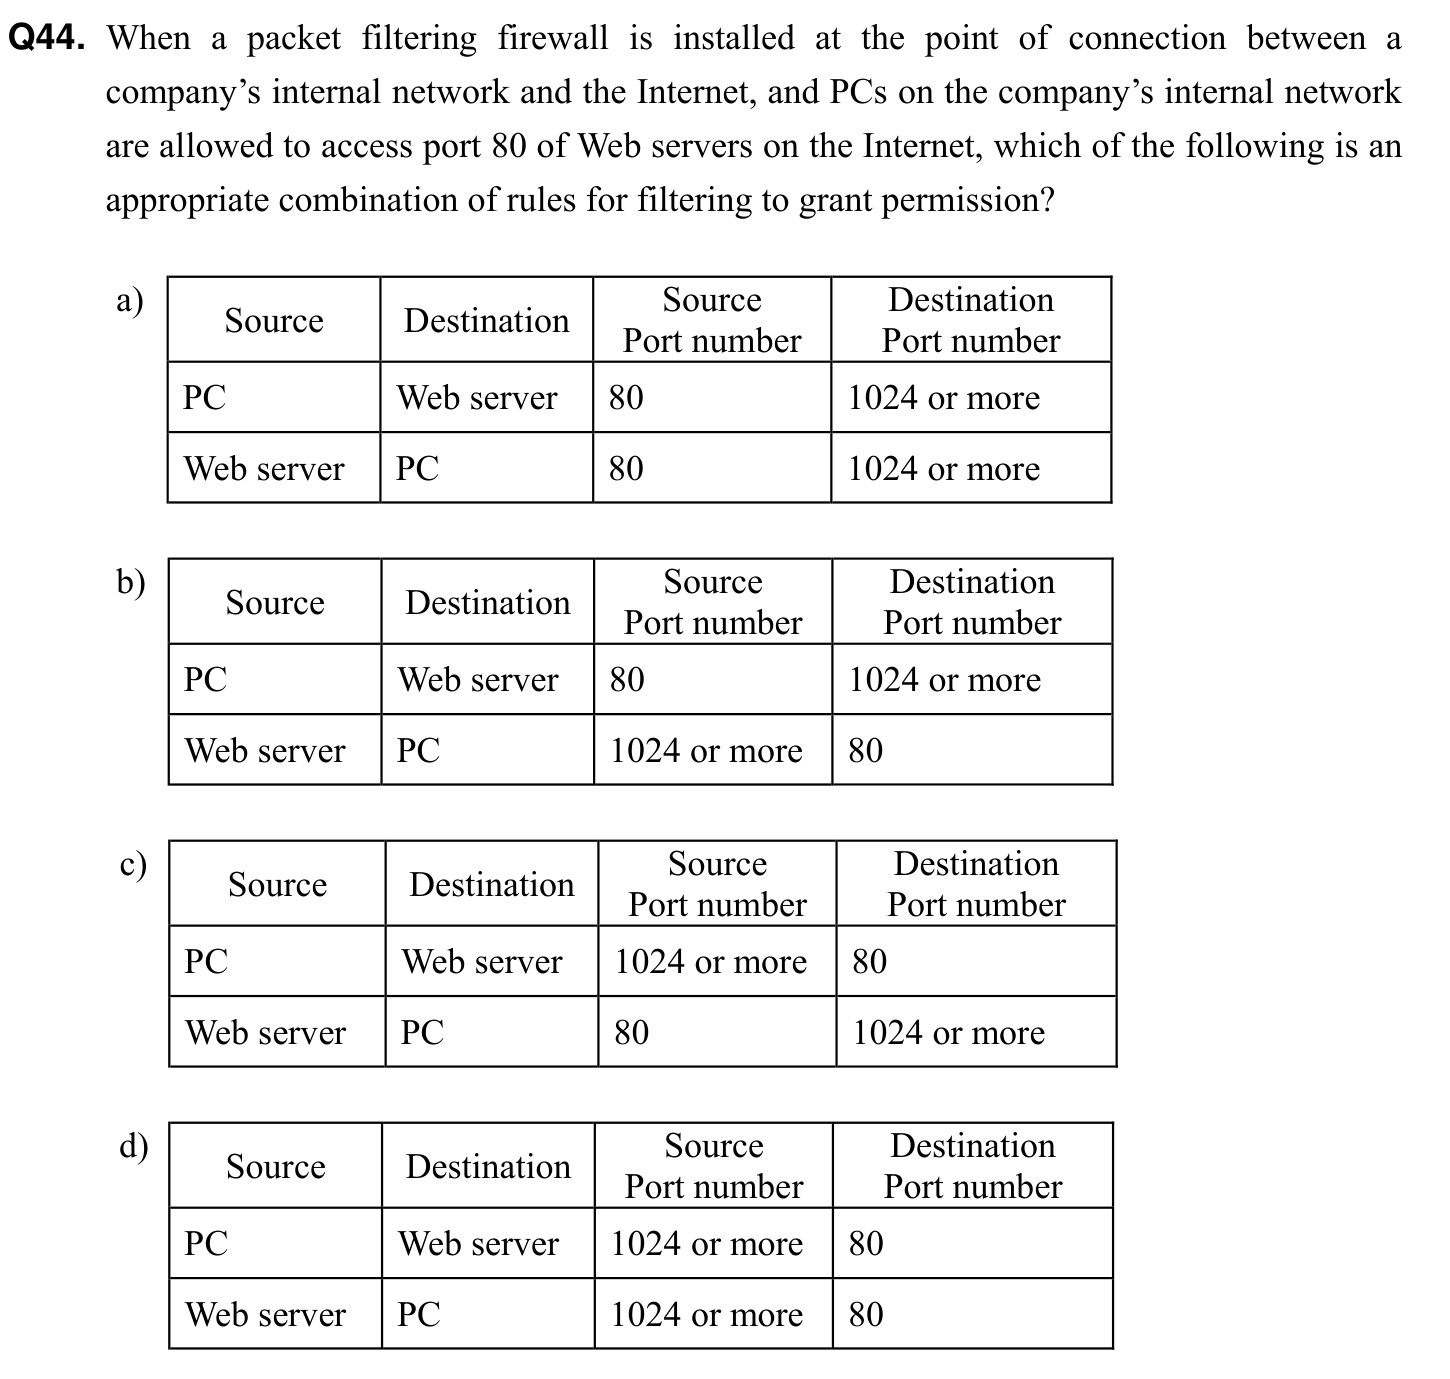 Q44. When a packet filtering firewall is installed at the point of connection between a
company’s internal network and the Internet, and PCs on the company’s internal network
are allowed to access port 80 of Web servers on the Internet, which of the following is an
appropriate combination of rules for filtering to grant permission?
a)
Source Destination Source Port number Destination Port number
PC Web server 80 1024 or more
Web server PC 80 1024 or more
b)
Source Destination Source Port number Destination Port number
PC Web server 80 1024 or more
Web server PC 1024 or more 80
c)
Source Destination Source Port number Destination Port number
PC Web server 1024 or more 80
Web server PC 80 1024 or more
d)
Source Destination Source Port number Destination Port number
PC Web server 1024 or more 80
Web server PC 1024 or more 80